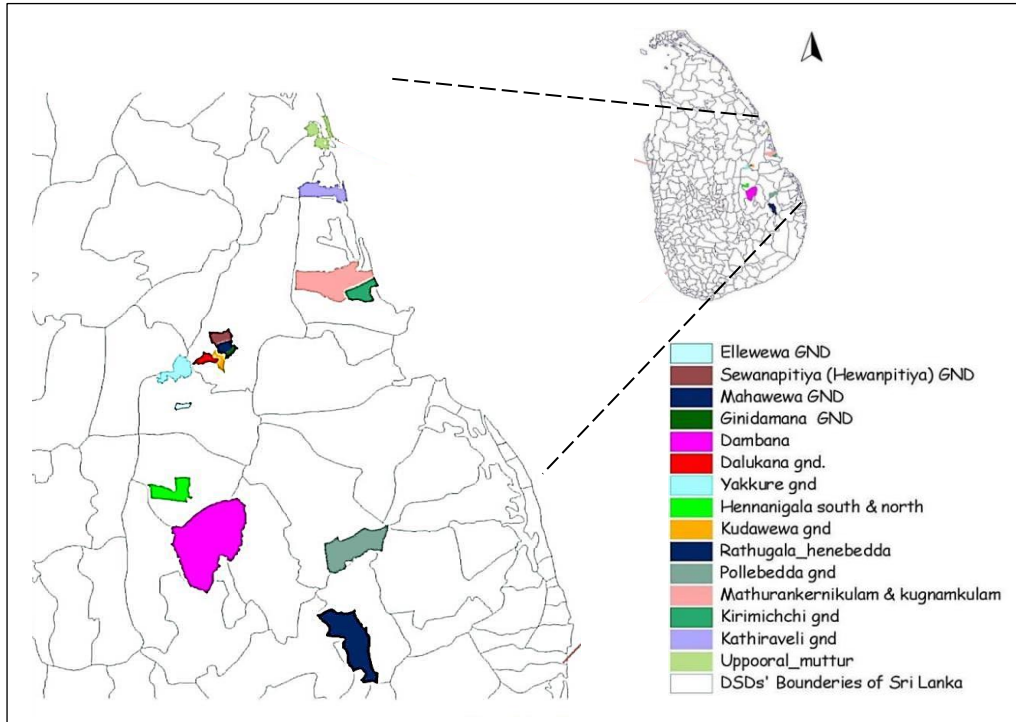 Ellewewa GND
Sewanapitiya (Hewanpitiya) GND
Mahawewa GND
Ginidamana GND
Dambana
Dalukana gnd.
Yakkure gnd
Hennanigala south & north
Kudawewa gnd
Rathugala_henebedda
Pollebedda gnd
Mathurankernikulam & kugnamkulam
Kirimichchi gnd
Kathiraveli gnd
Uppooral_muttur
DSDs' Bounderies of Sri Lanka